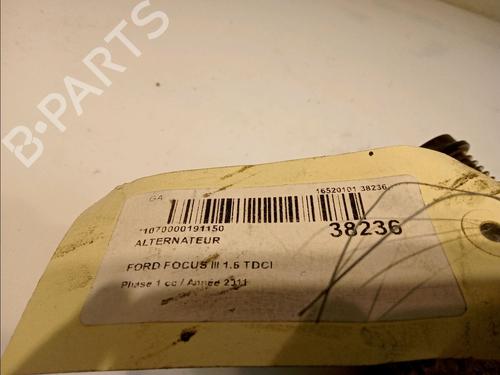 B-PARTS
GA
16520101 38236
*1070000191150
38236
ALTERNATEUR
FORD FOCUS III 1.6 TDCI
Phase 1 cc / Année 2011